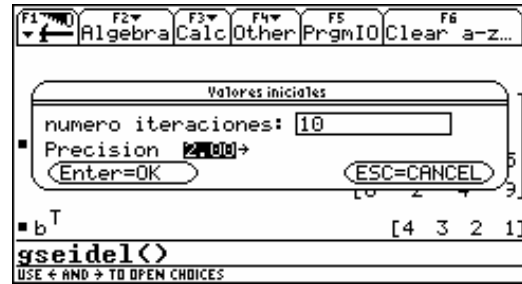 F1 F2 F3 F4 F5 F6
Algebra Calc Other PrgmIO Clear a-z…
Valores iniciales
numero iteraciones: 10
Precision 2.00→
Enter=OK ESC=CANCEL
bᵀ [4 3 2 1]
gseidel()
USE ← AND → TO OPEN CHOICES